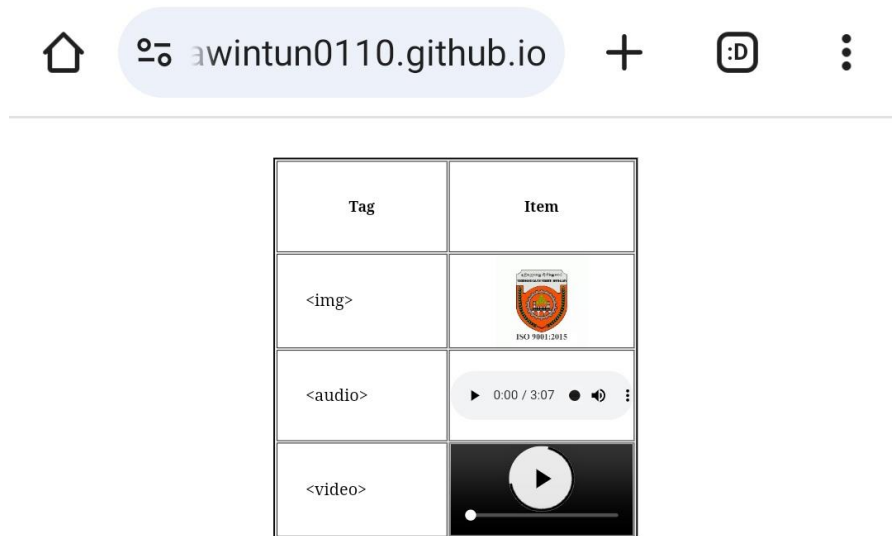 awintun0110.github.io
:D
Tag Item
<img>
ISO 9001:2015
<audio> 0:00 / 3:07
<video>